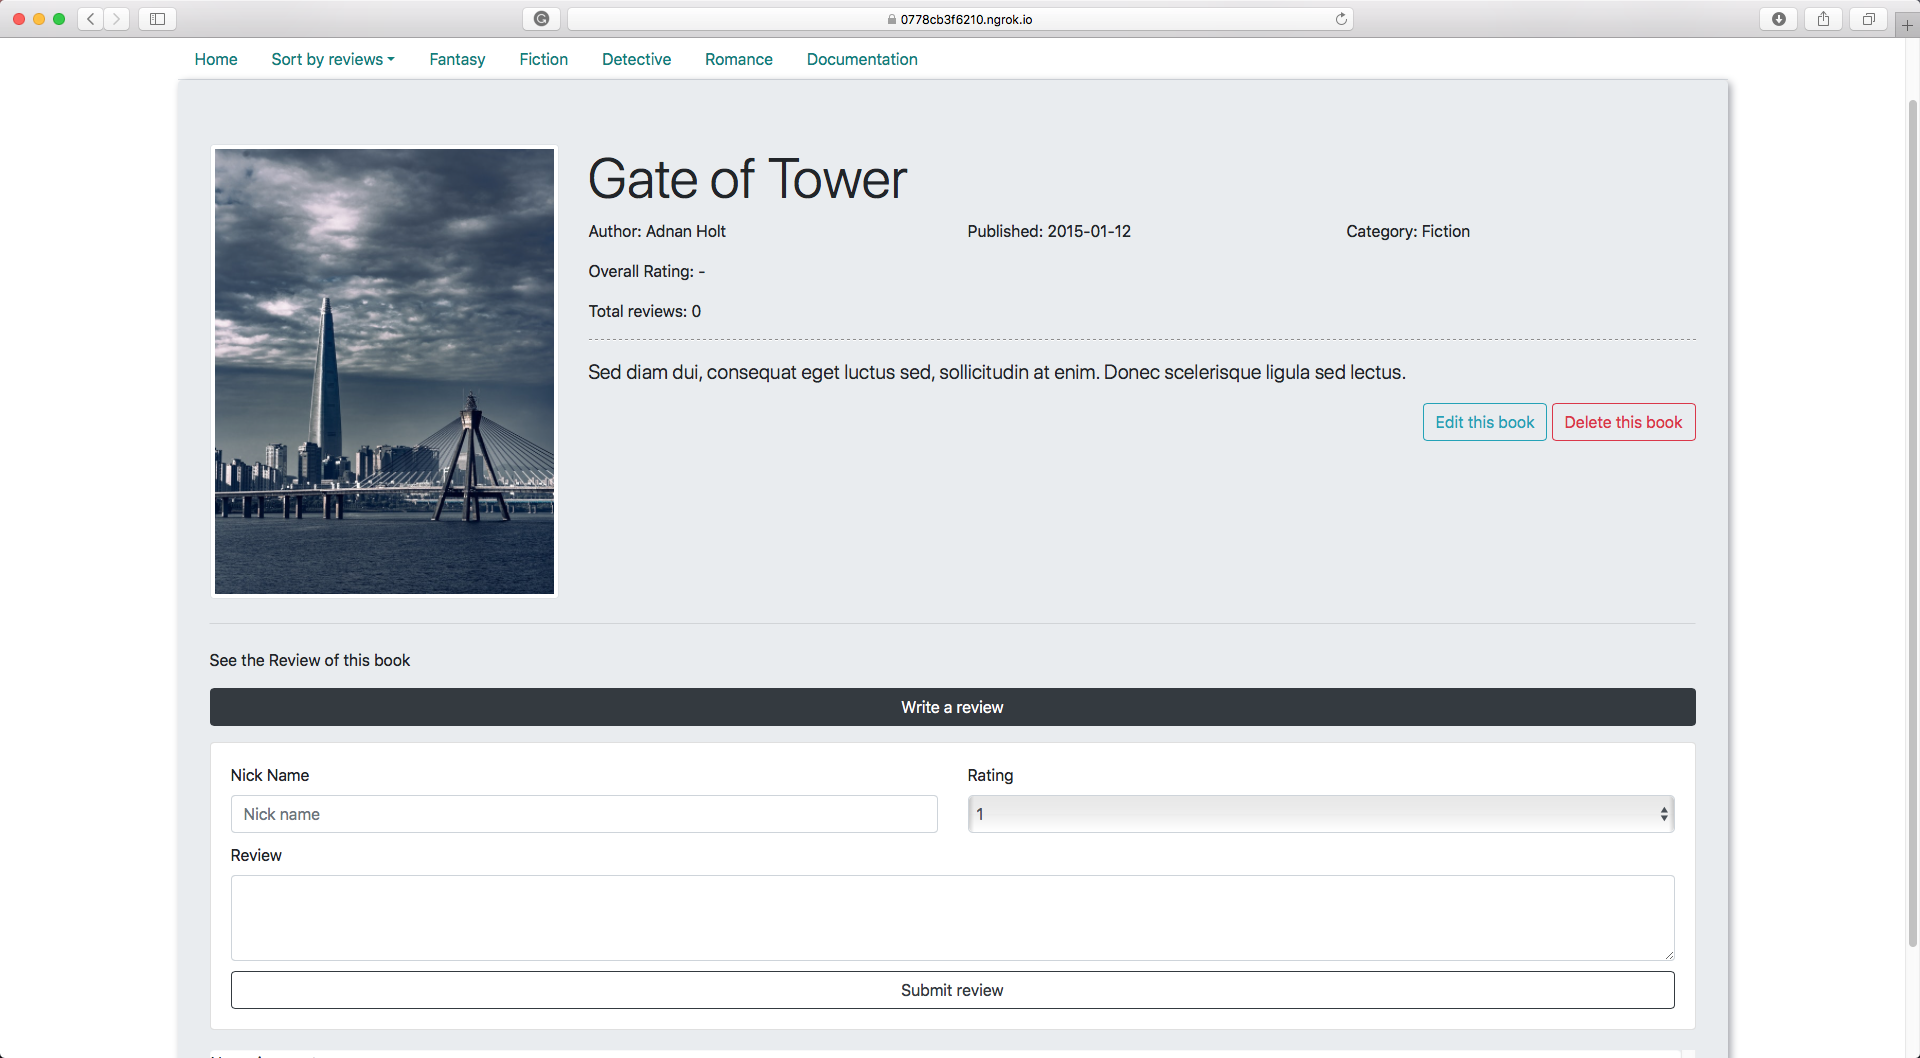 0778cb3f6210.ngrok.io
Home Sort by reviews Fantasy Fiction Detective Romance Documentation
Gate of Tower
Author: Adnan Holt Published: 2015-01-12 Category: Fiction
Overall Rating: -
Total reviews: 0
Sed diam dui, consequat eget luctus sed, sollicitudin at enim. Donec scelerisque ligula sed lectus.
Edit this book Delete this book
See the Review of this book
Write a review
Nick Name Rating
Nick name 1
Review
Submit review